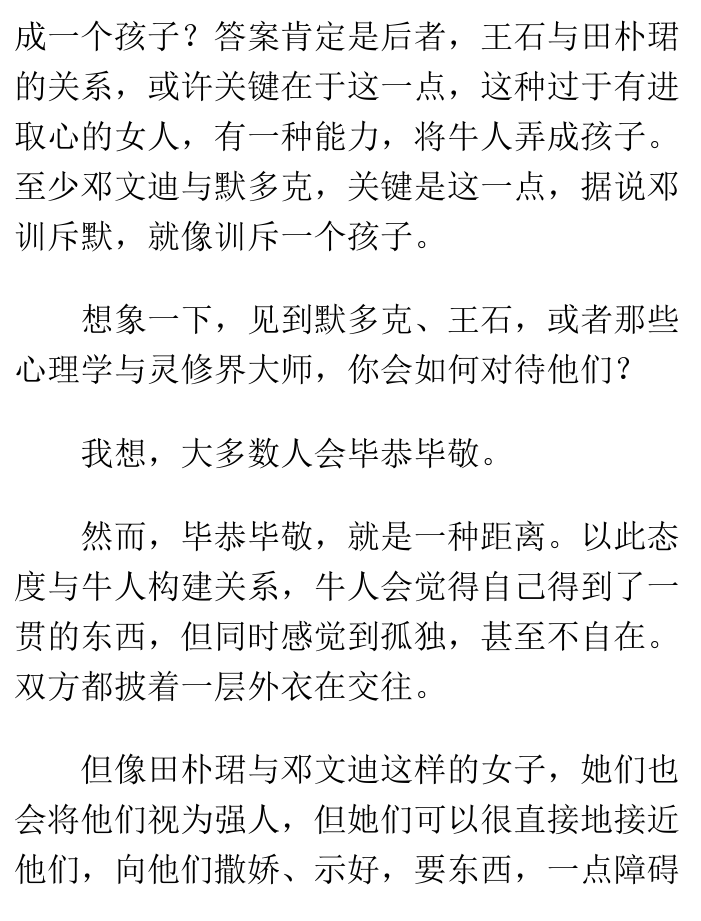 成一个孩子？答案肯定是后者，王石与田朴珺
的关系，或许关键在于这一点，这种过于有进
取心的女人，有一种能力，将牛人弄成孩子。
至少邓文迪与默多克，关键是这一点，据说邓
训斥默，就像训斥一个孩子。
想象一下，见到默多克、王石，或者那些
心理学与灵修界大师，你会如何对待他们？
我想，大多数人会毕恭毕敬。
然而，毕恭毕敬，就是一种距离。以此态
度与牛人构建关系，牛人会觉得自己得到了一
贯的东西，但同时感觉到孤独，甚至不自在。
双方都披着一层外衣在交往。
但像田朴珺与邓文迪这样的女子，她们也
会将他们视为强人，但她们可以很直接地接近
他们，向他们撒娇、示好，要东西，一点障碍